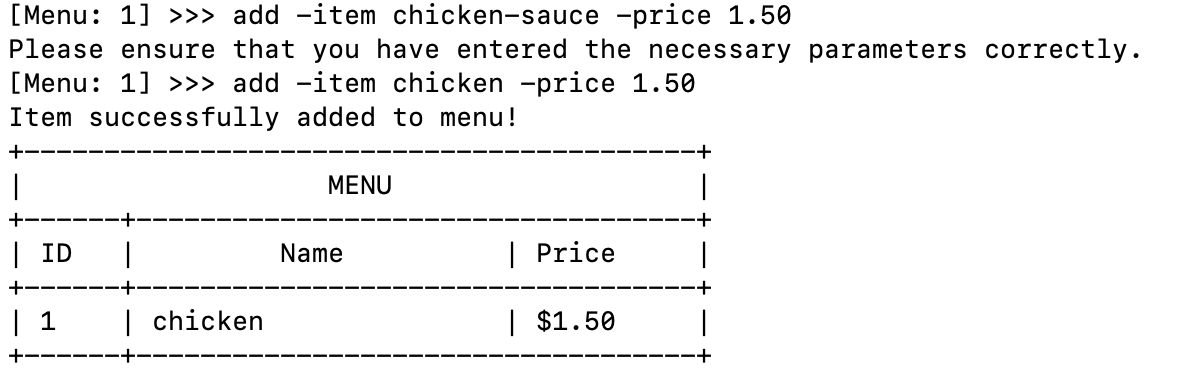 [Menu: 1] >>> add -item chicken-sauce -price 1.50
Please ensure that you have entered the necessary parameters correctly.
[Menu: 1] >>> add -item chicken -price 1.50
Item successfully added to menu!
+------------------------------------------+
|                   MENU                   |
+------+-----------------------------------+
| ID   |         Name          | Price     |
+------+-----------------------------------+
| 1    | chicken               | $1.50     |
+------+-----------------------------------+